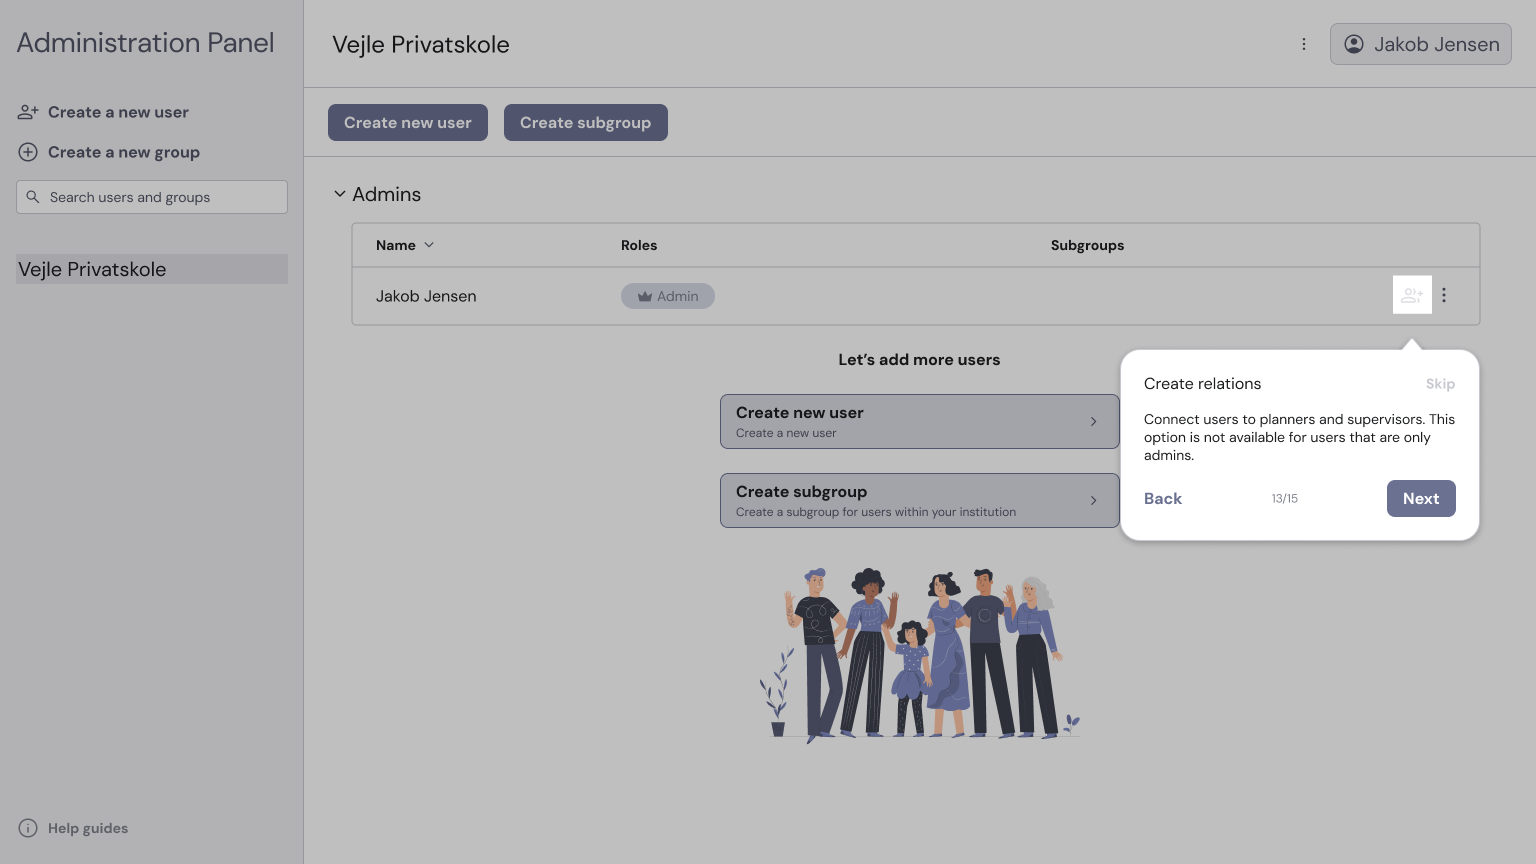 Administration Panel
Create a new user
Create a new group
Search users and groups
Vejle Privatskole
Help guides
Vejle Privatskole
Jakob Jensen
Create new user
Create subgroup
Admins
Name
Roles
Subgroups
Jakob Jensen
Admin
Let’s add more users
Create new user
Create a new user
Create subgroup
Create a subgroup for users within your institution
Create relations
Skip
Connect users to planners and supervisors. This
option is not available for users that are only
admins.
Back
13/15
Next